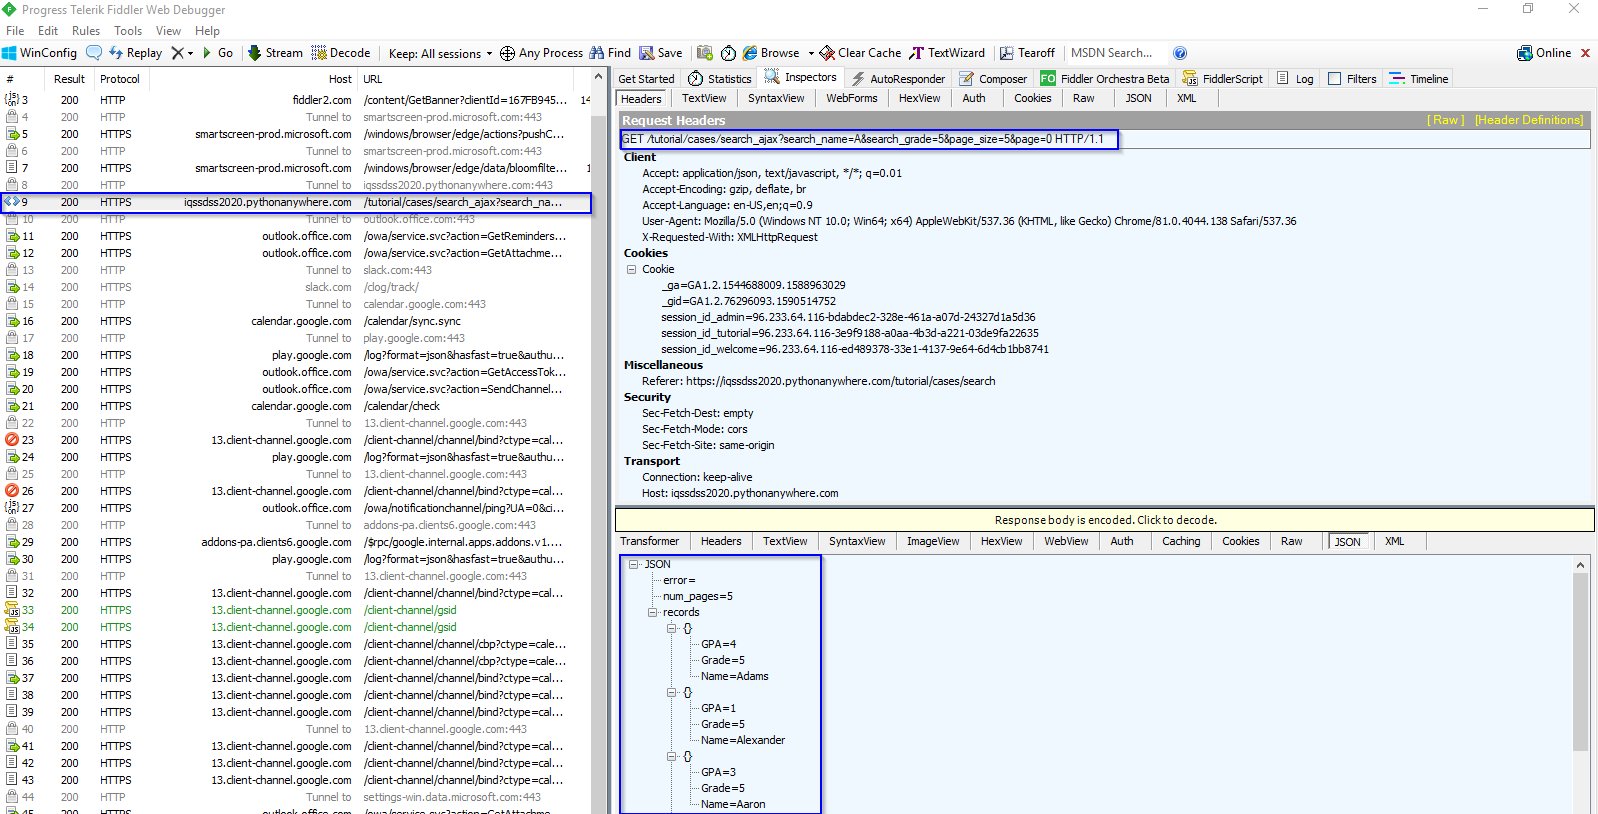 Progress Telerik Fiddler Web Debugger
File Edit Rules Tools View Help
WinConfig Replay Go Stream Decode Keep: All sessions Any Process Find Save Browse Clear Cache TextWizard Tearoff MSDN Search... Online
# Result Protocol Host URL
3 200 HTTP fiddler2.com /content/GetBanner?clientId=167FB945... 14
4 200 HTTP Tunnel to smartscreen-prod.microsoft.com:443
5 200 HTTPS smartscreen-prod.microsoft.com /windows/browser/edge/actions?pushC...
6 200 HTTP Tunnel to smartscreen-prod.microsoft.com:443
7 200 HTTPS smartscreen-prod.microsoft.com /windows/browser/edge/data/bloomfilte... 1
8 200 HTTP Tunnel to iqssdss2020.pythonanywhere.com:443
9 200 HTTPS iqssdss2020.pythonanywhere.com /tutorial/cases/search_ajax?search_na...
10 200 HTTP Tunnel to outlook.office.com:443
11 200 HTTPS outlook.office.com /owa/service.svc?action=GetReminders...
12 200 HTTPS outlook.office.com /owa/service.svc?action=GetAttachme...
13 200 HTTP Tunnel to slack.com:443
14 200 HTTPS slack.com /clog/track/
15 200 HTTP Tunnel to calendar.google.com:443
16 200 HTTPS calendar.google.com /calendar/sync.sync
17 200 HTTP Tunnel to play.google.com:443
18 200 HTTPS play.google.com /log?format=json&hasfast=true&authu...
19 200 HTTPS outlook.office.com /owa/service.svc?action=GetAccessTok...
20 200 HTTPS outlook.office.com /owa/service.svc?action=SendChannel...
21 200 HTTPS calendar.google.com /calendar/check
22 200 HTTP Tunnel to 13.client-channel.google.com:443
23 200 HTTPS 13.client-channel.google.com /client-channel/channel/bind?ctype=cal...
24 200 HTTPS play.google.com /log?format=json&hasfast=true&authu...
25 200 HTTP Tunnel to 13.client-channel.google.com:443
26 200 HTTPS 13.client-channel.google.com /client-channel/channel/bind?ctype=cal...
27 200 HTTPS outlook.office.com /owa/notificationchannel/ping?UA=0&ci...
28 200 HTTP Tunnel to addons-pa.clients6.google.com:443
29 200 HTTPS addons-pa.clients6.google.com /$rpc/google.internal.apps.addons.v1....
30 200 HTTPS play.google.com /log?format=json&hasfast=true&authu...
31 200 HTTP Tunnel to 13.client-channel.google.com:443
32 200 HTTPS 13.client-channel.google.com /client-channel/channel/bind?ctype=cal...
33 200 HTTPS 13.client-channel.google.com /client-channel/gsid
34 200 HTTPS 13.client-channel.google.com /client-channel/gsid
35 200 HTTPS 13.client-channel.google.com /client-channel/channel/cbp?ctype=cale...
36 200 HTTPS 13.client-channel.google.com /client-channel/channel/cbp?ctype=cale...
37 200 HTTPS 13.client-channel.google.com /client-channel/channel/bind?ctype=cal...
38 200 HTTPS 13.client-channel.google.com /client-channel/channel/bind?ctype=cal...
39 200 HTTPS 13.client-channel.google.com /client-channel/channel/bind?ctype=cal...
40 200 HTTP Tunnel to 13.client-channel.google.com:443
41 200 HTTPS 13.client-channel.google.com /client-channel/channel/bind?ctype=cal...
42 200 HTTPS 13.client-channel.google.com /client-channel/channel/bind?ctype=cal...
43 200 HTTPS 13.client-channel.google.com /client-channel/channel/bind?ctype=cal...
44 200 HTTP Tunnel to settings-win.data.microsoft.com:443
45 200 HTTPS outlook.office.com /owa/service.svc?action=GetAttachme...
Get Started Statistics Inspectors AutoResponder Composer FO Fiddler Orchestra Beta FiddlerScript Log Filters Timeline
Headers TextView SyntaxView WebForms HexView Auth Cookies Raw JSON XML
Request Headers [ Raw ] [Header Definitions]
GET /tutorial/cases/search_ajax?search_name=A&search_grade=5&page_size=5&page=0 HTTP/1.1
Client
Accept: application/json, text/javascript, */*; q=0.01
Accept-Encoding: gzip, deflate, br
Accept-Language: en-US,en;q=0.9
User-Agent: Mozilla/5.0 (Windows NT 10.0; Win64; x64) AppleWebKit/537.36 (KHTML, like Gecko) Chrome/81.0.4044.138 Safari/537.36
X-Requested-With: XMLHttpRequest
Cookies
Cookie
_ga=GA1.2.1544688009.1588963029
_gid=GA1.2.76296093.1590514752
session_id_admin=96.233.64.116-bdabdec2-328e-461a-a07d-24327d1a5d36
session_id_tutorial=96.233.64.116-3e9f9188-a0aa-4b3d-a221-03de9fa22635
session_id_welcome=96.233.64.116-ed489378-33e1-4137-9e64-6d4cb1bb8741
Miscellaneous
Referer: https://iqssdss2020.pythonanywhere.com/tutorial/cases/search
Security
Sec-Fetch-Dest: empty
Sec-Fetch-Mode: cors
Sec-Fetch-Site: same-origin
Transport
Connection: keep-alive
Host: iqssdss2020.pythonanywhere.com
Response body is encoded. Click to decode.
Transformer Headers TextView SyntaxView ImageView HexView WebView Auth Caching Cookies Raw JSON XML
JSON
error=
num_pages=5
records
{}
GPA=4
Grade=5
Name=Adams
{}
GPA=1
Grade=5
Name=Alexander
{}
GPA=3
Grade=5
Name=Aaron